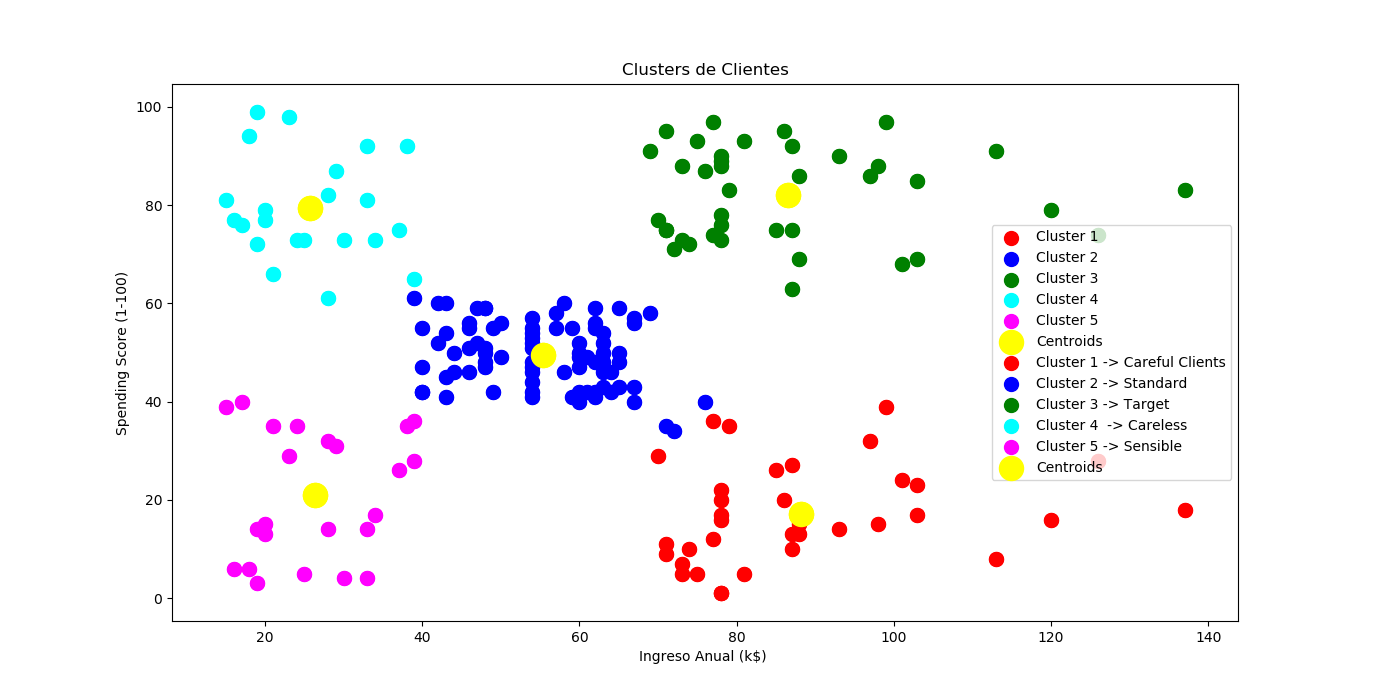 Clusters de Clientes
100
80
60
40
20
0
Spending Score (1-100)
Cluster 1
Cluster 2
Cluster 3
Cluster 4
Cluster 5
Centroids
Cluster 1 -> Careful Clients
Cluster 2 -> Standard
Cluster 3 -> Target
Cluster 4  -> Careless
Cluster 5 -> Sensible
Centroids
20 40 60 80 100 120 140
Ingreso Anual (k$)